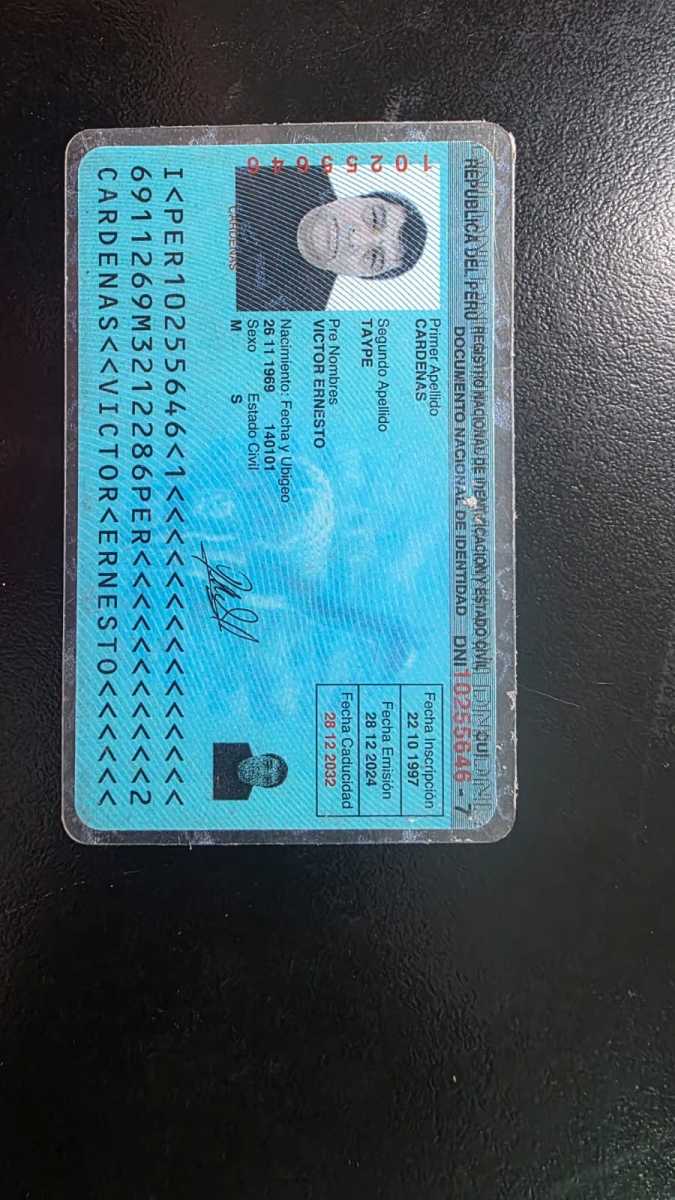 REPUBLICA DEL PERU REGISTRO NACIONAL DE IDENTIFICACION Y ESTADO CIVIL
DOCUMENTO NACIONAL DE IDENTIDAD DNI 10255646 - 7
CUI
10255646
CARDENAS
Primer Apellido
CARDENAS
Segundo Apellido
TAYPE
Pre Nombres
VICTOR ERNESTO
Nacimiento: Fecha y Ubigeo
26 11 1969 140101
Sexo Estado Civil
M S
Fecha Inscripción
22 10 1997
Fecha Emisión
28 12 2024
Fecha Caducidad
28 12 2032
I<PER10255646<1<<<<<<<<<<<<<<<
6911269M3212286PER<<<<<<<<<<<2
CARDENAS<<VICTOR<ERNESTO<<<<<<